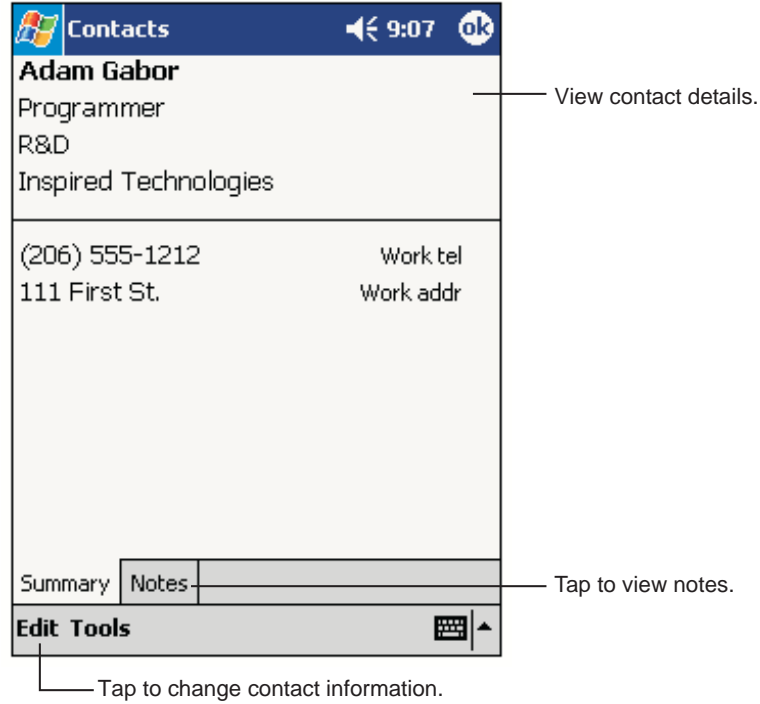 Contacts 9:07 ok
Adam Gabor
Programmer
R&D
Inspired Technologies
View contact details.
(206) 555-1212 Work tel
111 First St. Work addr
Summary Notes
Tap to view notes.
Edit Tools
Tap to change contact information.